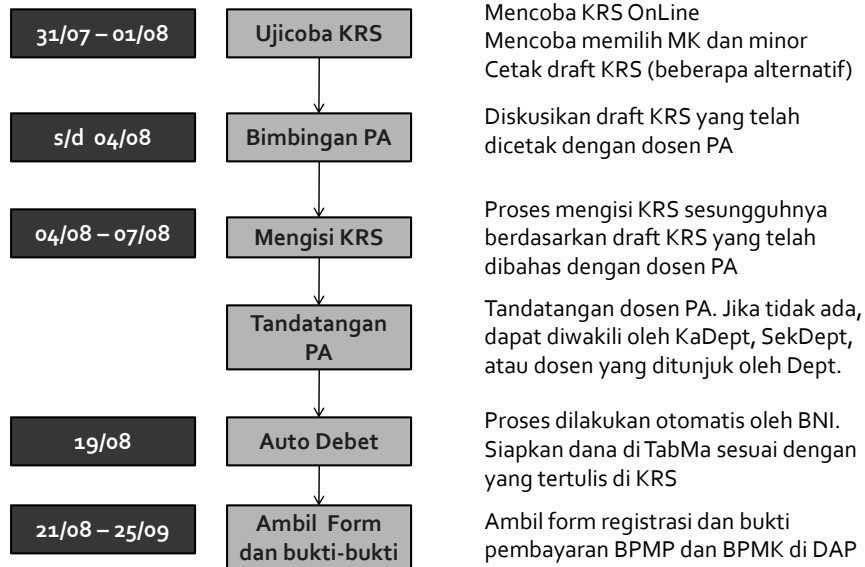 31/07 – 01/08
Ujicoba KRS
Mencoba KRS OnLine
Mencoba memilih MK dan minor
Cetak draft KRS (beberapa alternatif)
s/d 04/08
Bimbingan PA
Diskusikan draft KRS yang telah
dicetak dengan dosen PA
04/08 – 07/08
Mengisi KRS
Proses mengisi KRS sesungguhnya
berdasarkan draft KRS yang telah
dibahas dengan dosen PA
Tandatangan
PA
Tandatangan dosen PA. Jika tidak ada,
dapat diwakili oleh KaDept, SekDept,
atau dosen yang ditunjuk oleh Dept.
19/08
Auto Debet
Proses dilakukan otomatis oleh BNI.
Siapkan dana di TabMa sesuai dengan
yang tertulis di KRS
21/08 – 25/09
Ambil Form
dan bukti-bukti
Ambil form registrasi dan bukti
pembayaran BPMP dan BPMK di DAP